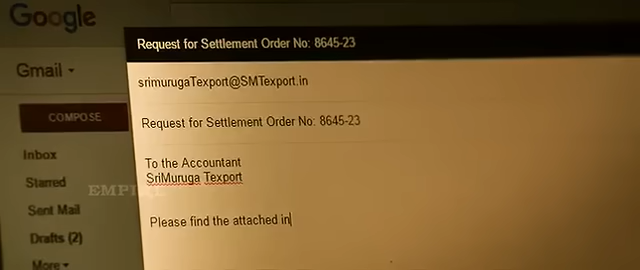 Google
Request for Settlement Order No: 8645-23
Gmail
srimurugaTexport@SMTexport.in
COMPOSE
Request for Settlement Order No: 8645-23
Inbox
To the Accountant
Starred
SriMuruga Texport
Sent Mail
Please find the attached in
Drafts (2)
More